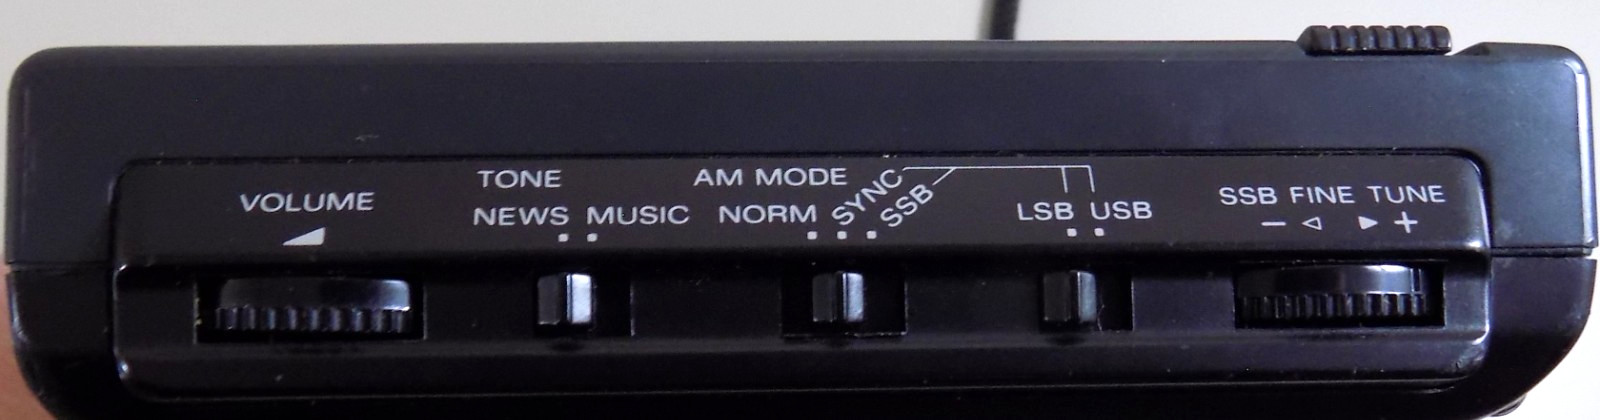 VOLUME
TONE
NEWS MUSIC
AM MODE
NORM SYNC SSB
LSB USB
SSB FINE TUNE
− ◁ ▶ +